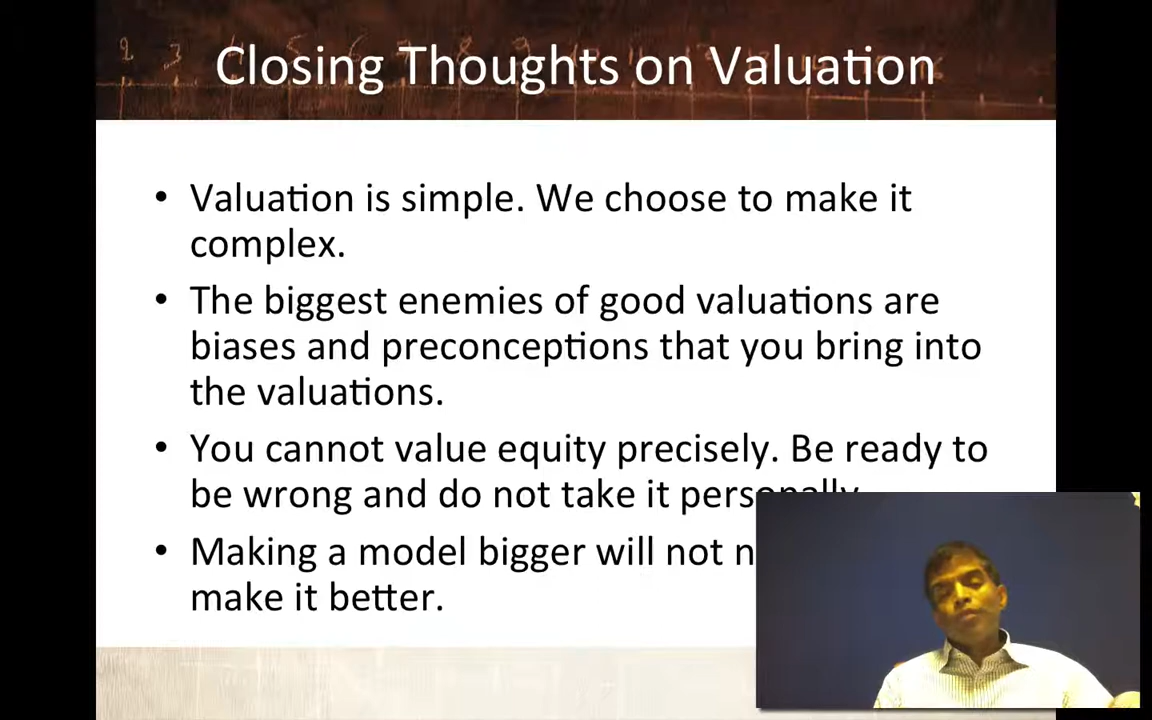 Closing Thoughts on Valuation
• Valuation is simple. We choose to make it
complex.
• The biggest enemies of good valuations are
biases and preconceptions that you bring into
the valuations.
• You cannot value equity precisely. Be ready to
be wrong and do not take it personally.
• Making a model bigger will not
make it better.